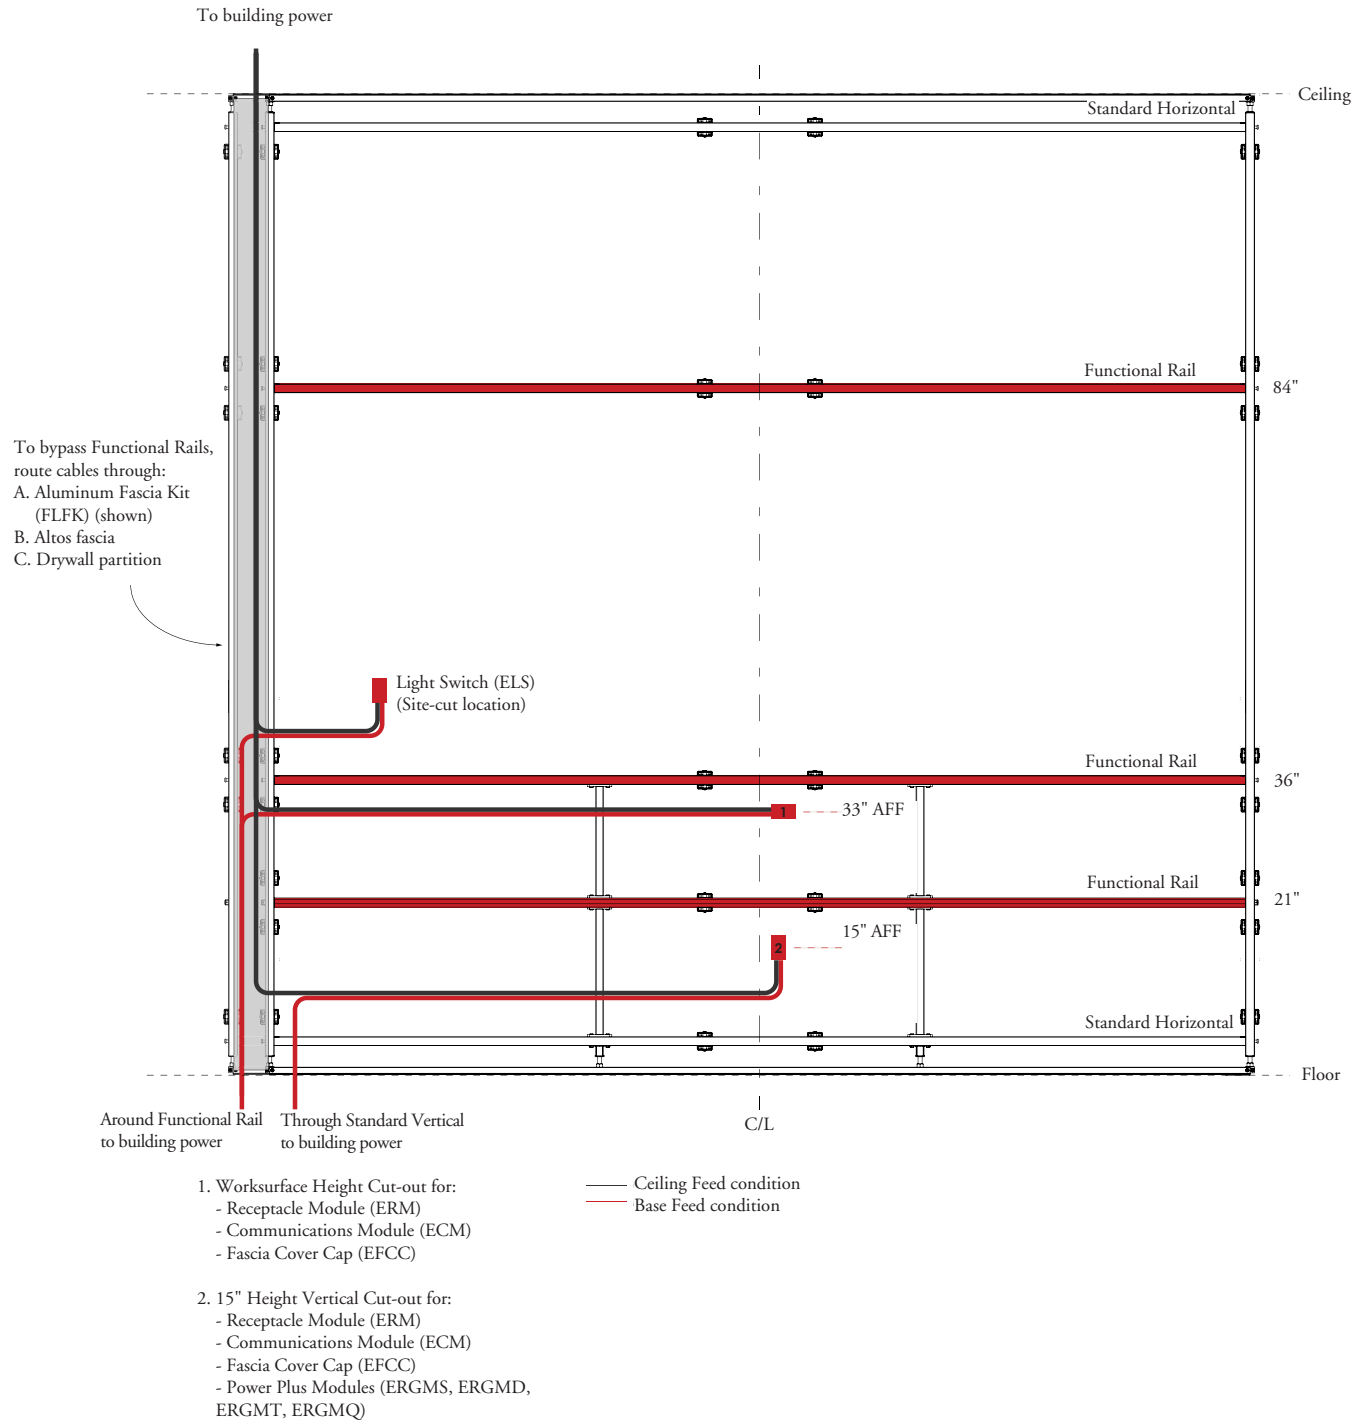 To building power
Ceiling
Standard Horizontal
Functional Rail
84"
To bypass Functional Rails,
route cables through:
A. Aluminum Fascia Kit
(FLFK) (shown)
B. Altos fascia
C. Drywall partition
Light Switch (ELS)
(Site-cut location)
Functional Rail
36"
1
33" AFF
Functional Rail
21"
15" AFF
2
Standard Horizontal
Floor
Around Functional Rail
to building power
Through Standard Vertical
to building power
C/L
1. Worksurface Height Cut-out for:
- Receptacle Module (ERM)
- Communications Module (ECM)
- Fascia Cover Cap (EFCC)
Ceiling Feed condition
Base Feed condition
2. 15" Height Vertical Cut-out for:
- Receptacle Module (ERM)
- Communications Module (ECM)
- Fascia Cover Cap (EFCC)
- Power Plus Modules (ERGMS, ERGMD,
ERGMT, ERGMQ)